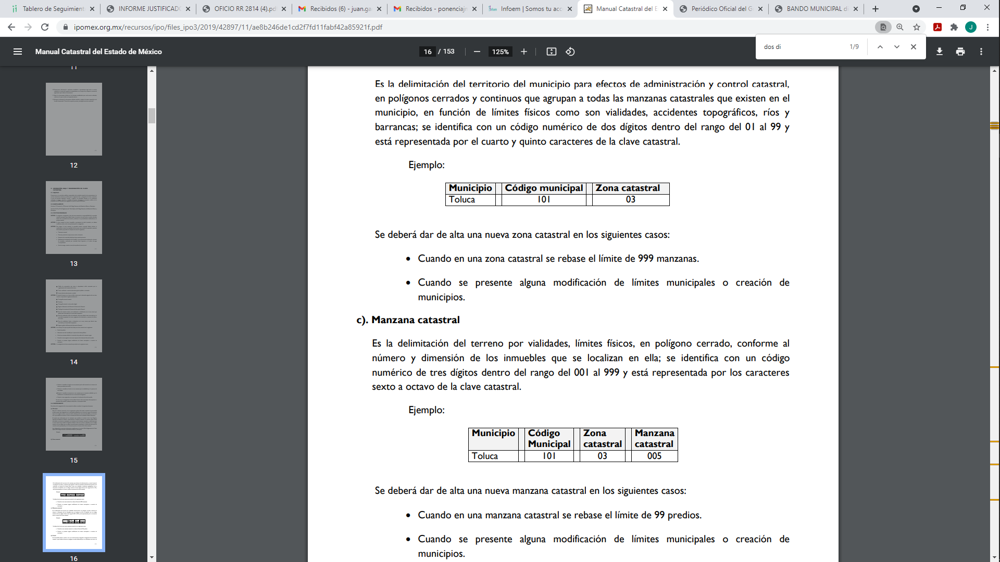 Tablero de Seguimient
INFORME JUSTIFICADO
OFICIO RR 2814 (4).pd
Recibidos (6) - juan.ga
Recibidos - ponenciajn
Infoem | Somos tu acc
Manual Catastral del E
Periódico Oficial del G
BANDO MUNICIPAL d
ipomex.org.mx/recursos/ipo/files_ipo3/2019/42897/11/ae8b246de1cd2f7fd11fabf42a85921f.pdf
J
dos di
1/9
Manual Catastral del Estado de México
16 / 153
125%
11
12
13
14
15
16
Es la delimitación del territorio del municipio para efectos de administración y control catastral,
en polígonos cerrados y continuos que agrupan a todas las manzanas catastrales que existen en el
municipio, en función de límites físicos como son vialidades, accidentes topográficos, ríos y
barrancas; se identifica con un código numérico de dos dígitos dentro del rango del 01 al 99 y
está representada por el cuarto y quinto caracteres de la clave catastral.
Ejemplo:
Municipio Código municipal Zona catastral
Toluca 101 03
Se deberá dar de alta una nueva zona catastral en los siguientes casos:
• Cuando en una zona catastral se rebase el límite de 999 manzanas.
• Cuando se presente alguna modificación de límites municipales o creación de
municipios.
c). Manzana catastral
Es la delimitación del terreno por vialidades, límites físicos, en polígono cerrado, conforme al
número y dimensión de los inmuebles que se localizan en ella; se identifica con un código
numérico de tres dígitos dentro del rango del 001 al 999 y está representada por los caracteres
sexto a octavo de la clave catastral.
Ejemplo:
Municipio Código Zona Manzana
Municipal catastral catastral
Toluca 101 03 005
Se deberá dar de alta una nueva manzana catastral en los siguientes casos:
• Cuando en una manzana catastral se rebase el límite de 99 predios.
• Cuando se presente alguna modificación de límites municipales o creación de
municipios.